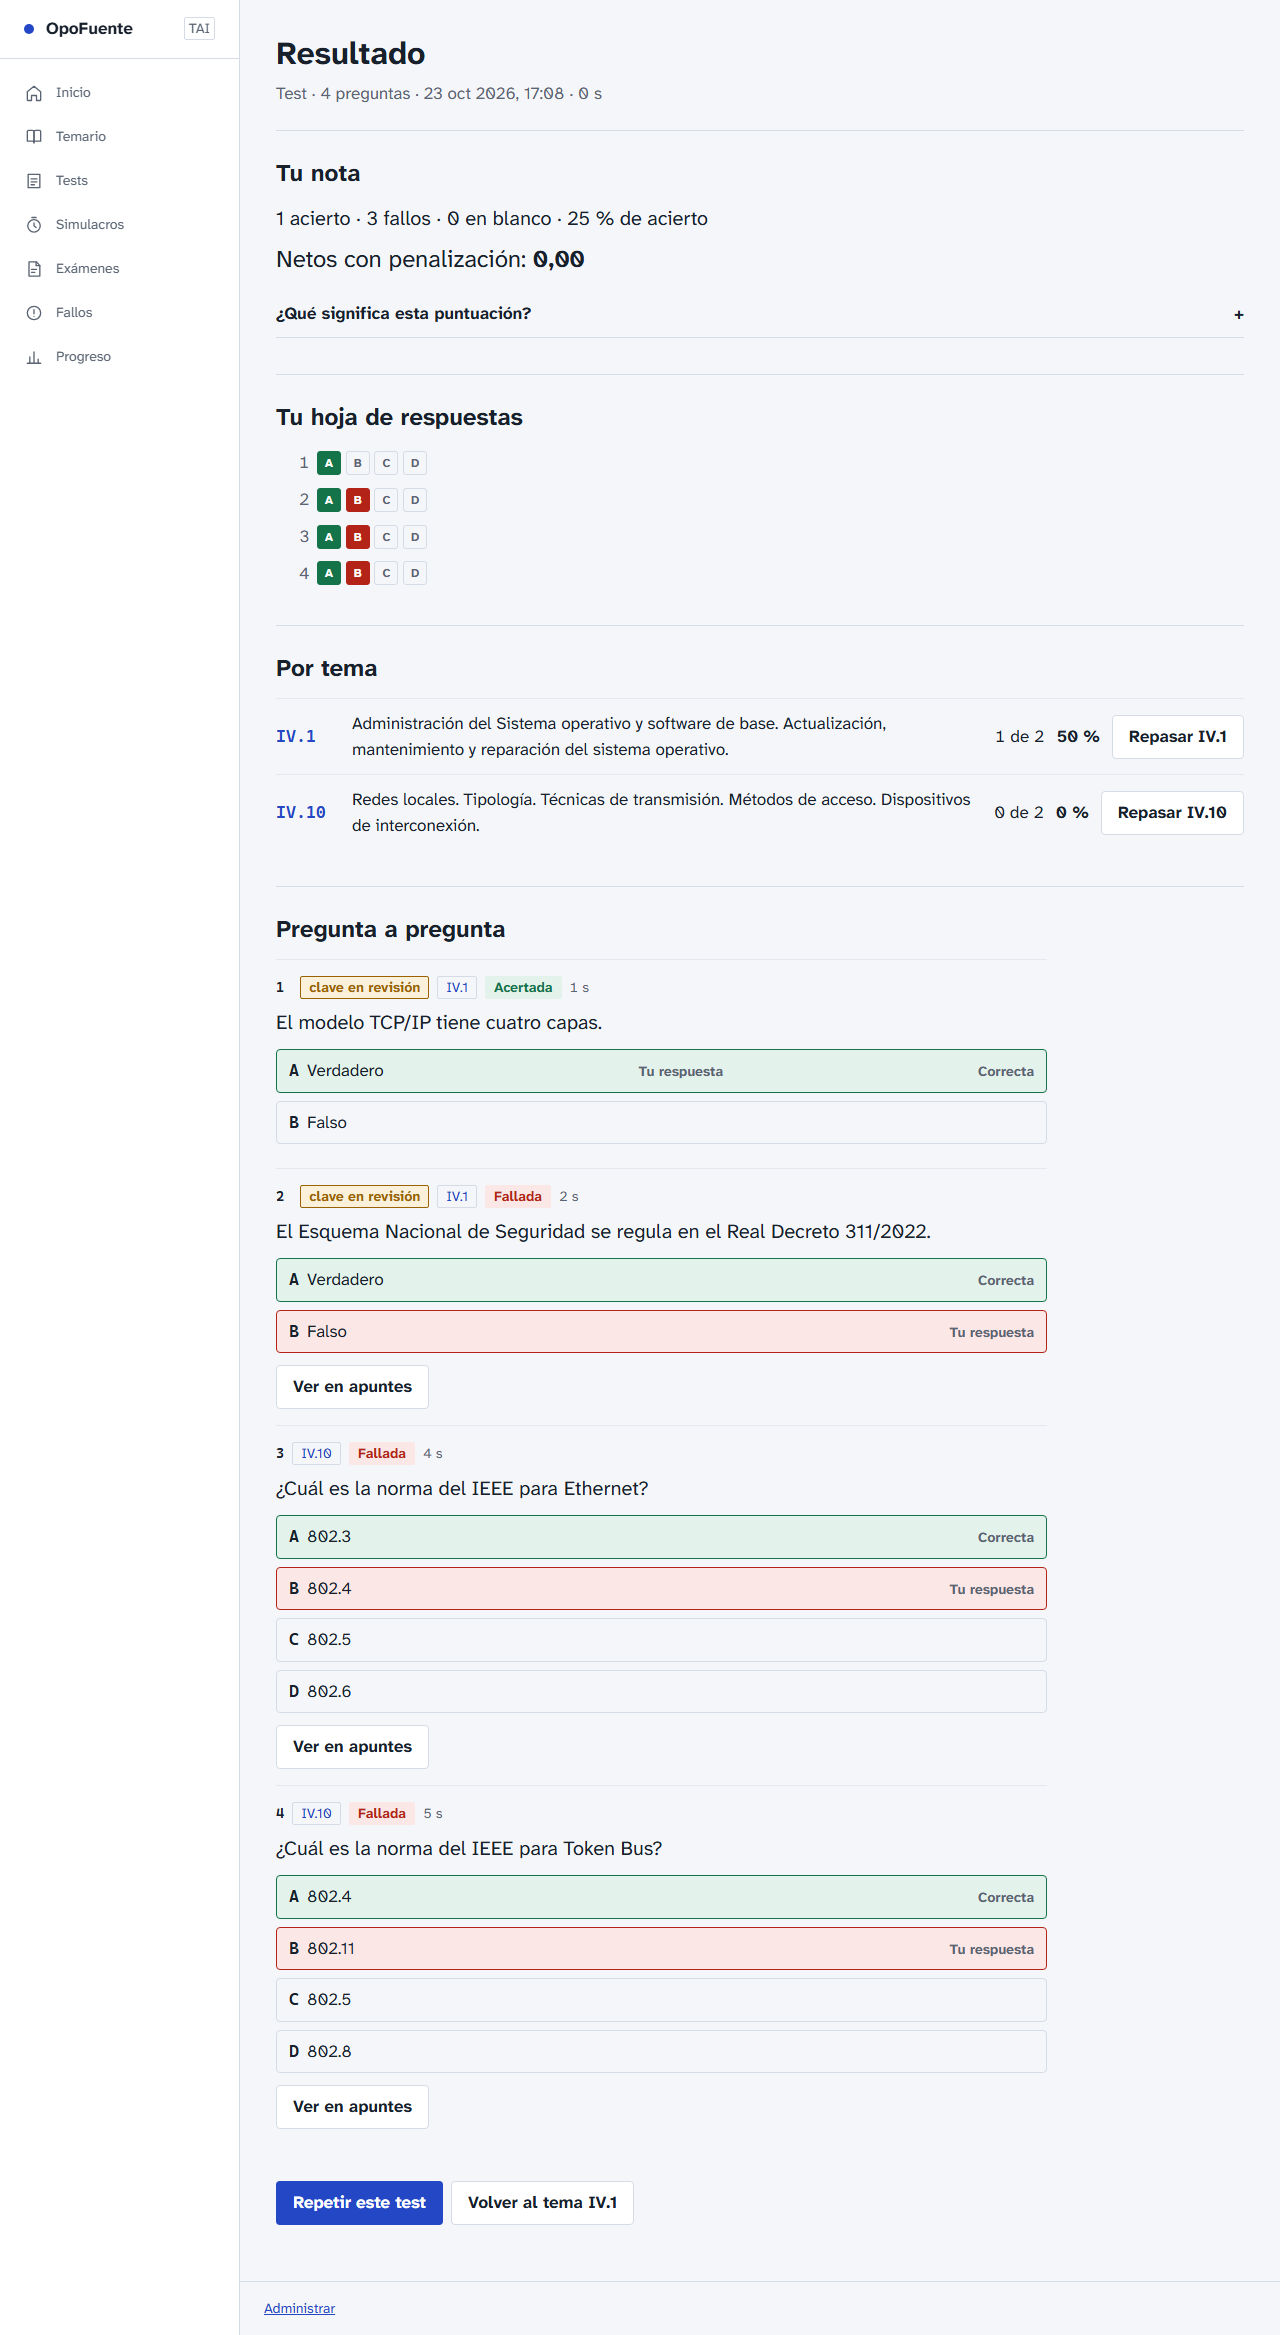 OpoFuente TAI
Inicio
Temario
Tests
Simulacros
Exámenes
Fallos
Progreso
Resultado
Test · 4 preguntas · 23 oct 2026, 17:08 · 0 s
Tu nota
1 acierto · 3 fallos · 0 en blanco · 25 % de acierto
Netos con penalización: 0,00
¿Qué significa esta puntuación? +
Tu hoja de respuestas
1 A B C D
2 A B C D
3 A B C D
4 A B C D
Por tema
IV.1 Administración del Sistema operativo y software de base. Actualización,
mantenimiento y reparación del sistema operativo.
1 de 2 50 % Repasar IV.1
IV.10 Redes locales. Tipología. Técnicas de transmisión. Métodos de acceso. Dispositivos
de interconexión.
0 de 2 0 % Repasar IV.10
Pregunta a pregunta
1 clave en revisión IV.1 Acertada 1 s
El modelo TCP/IP tiene cuatro capas.
A Verdadero Tu respuesta Correcta
B Falso
2 clave en revisión IV.1 Fallada 2 s
El Esquema Nacional de Seguridad se regula en el Real Decreto 311/2022.
A Verdadero Correcta
B Falso Tu respuesta
Ver en apuntes
3 IV.10 Fallada 4 s
¿Cuál es la norma del IEEE para Ethernet?
A 802.3 Correcta
B 802.4 Tu respuesta
C 802.5
D 802.6
Ver en apuntes
4 IV.10 Fallada 5 s
¿Cuál es la norma del IEEE para Token Bus?
A 802.4 Correcta
B 802.11 Tu respuesta
C 802.5
D 802.8
Ver en apuntes
Repetir este test Volver al tema IV.1
Administrar